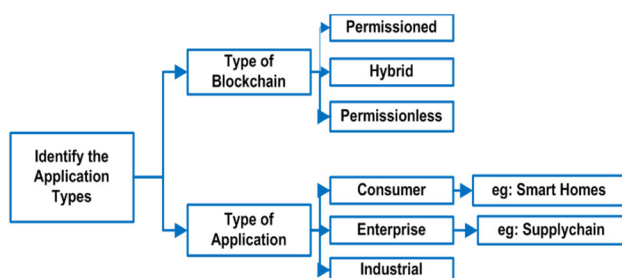 Permissioned
Type of
Blockchain
Hybrid
Permissionless
Identify the
Application
Types
Consumer
eg: Smart Homes
Type of
Application
Enterprise
eg: Supplychain
Industrial